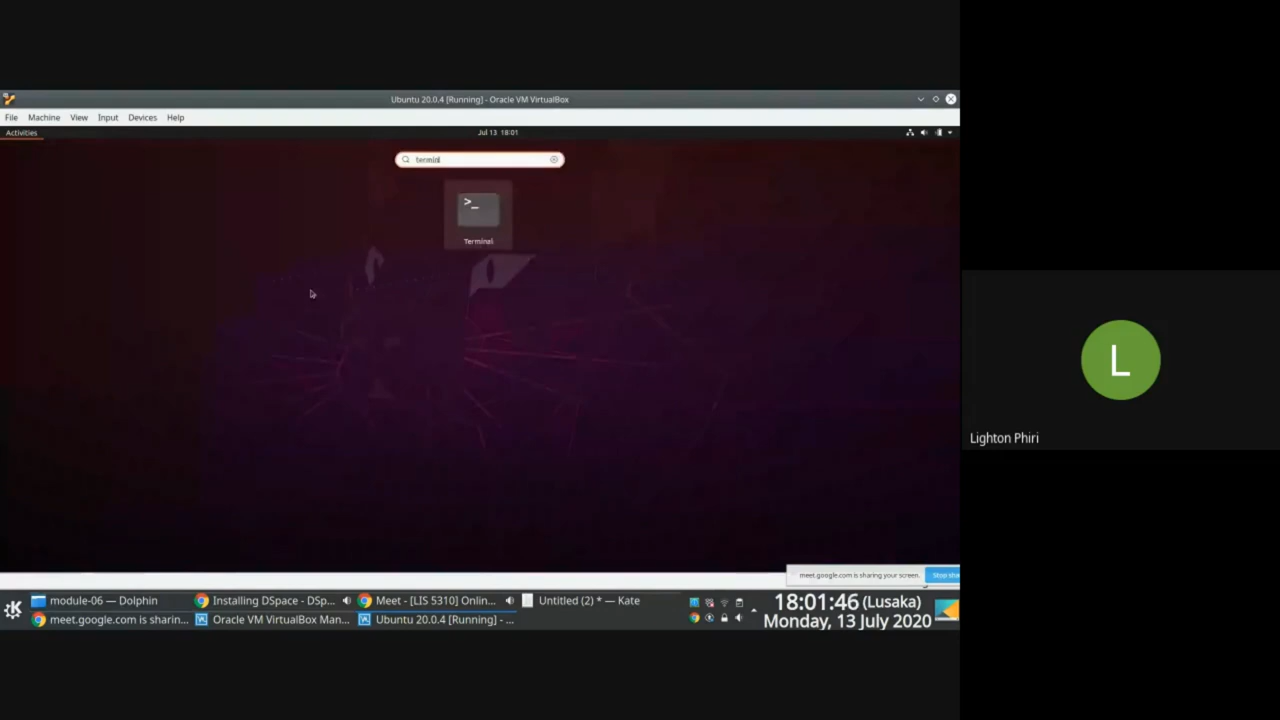 Ubuntu 20.0.4 [Running] - Oracle VM VirtualBox
File Machine View Input Devices Help
Activities
Jul 13 18:01
termin
>_
Terminal
L
Lighton Phiri
meet.google.com is sharing your screen.
Stop sha
module-06 — Dolphin
Installing DSpace - DSp...
Meet - [LIS 5310] Onlin...
Untitled (2) * — Kate
meet.google.com is sharin...
Oracle VM VirtualBox Man...
Ubuntu 20.0.4 [Running] - ...
18:01:46 (Lusaka)
Monday, 13 July 2020